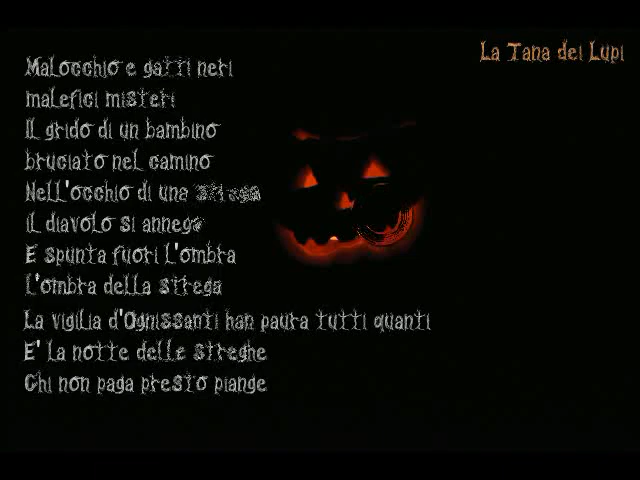 La Tana dei Lupi
Malocchio e gatti neri
malefici misteri
Il grido di un bambino
bruciato nel camino
Nell'occhio di una strega
il diavolo si annega
E spunta fuori l'ombra
L'ombra della strega
La vigilia d'Ognissanti han paura tutti quanti
E' la notte delle streghe
Chi non paga presto piange